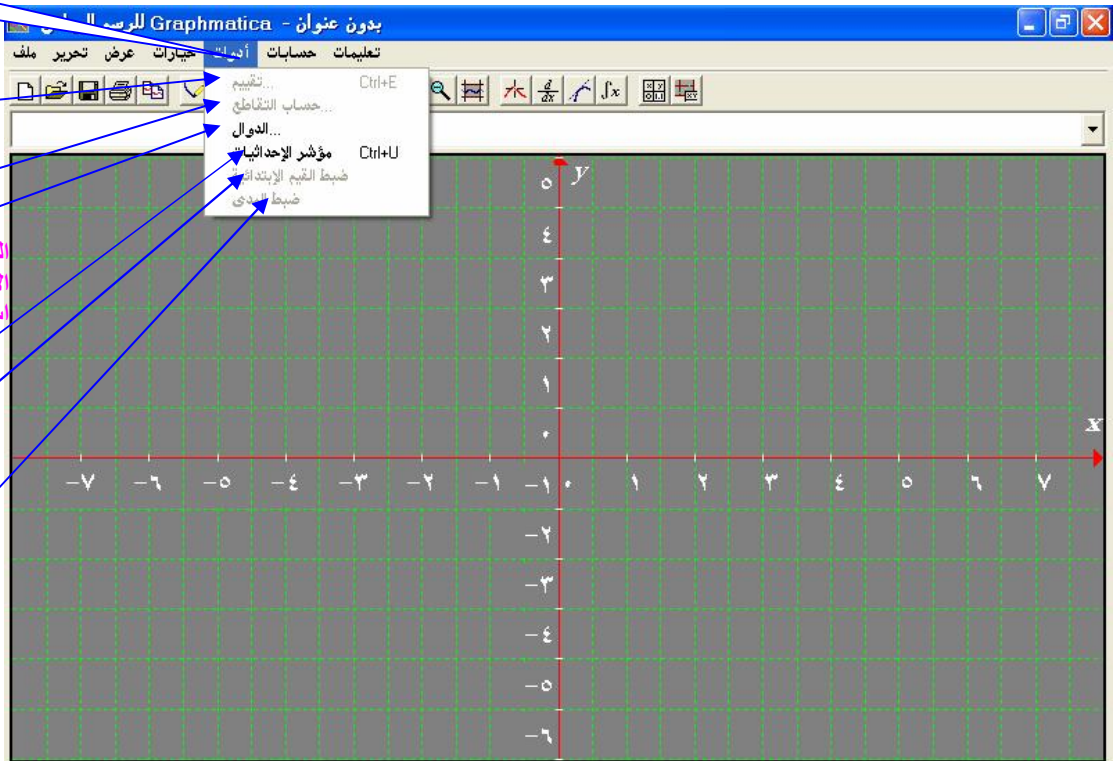 بدون عنوان - Graphmatica للرسم
ملف تحرير عرض خيارات أدوات حسابات تعليمات
تقييم... Ctrl+E
حساب التقاطع...
الدوال...
مؤشر الإحداثيات Ctrl+U
ضبط القيم الإبتدائية
ضبط المدى
y
٥
٤
٣
٢
١
٠
x
-٧ -٦ -٥ -٤ -٣ -٢ -١ -١ ٠ ١ ٢ ٣ ٤ ٥ ٦ ٧
-٢
-٣
-٤
-٥
-٦